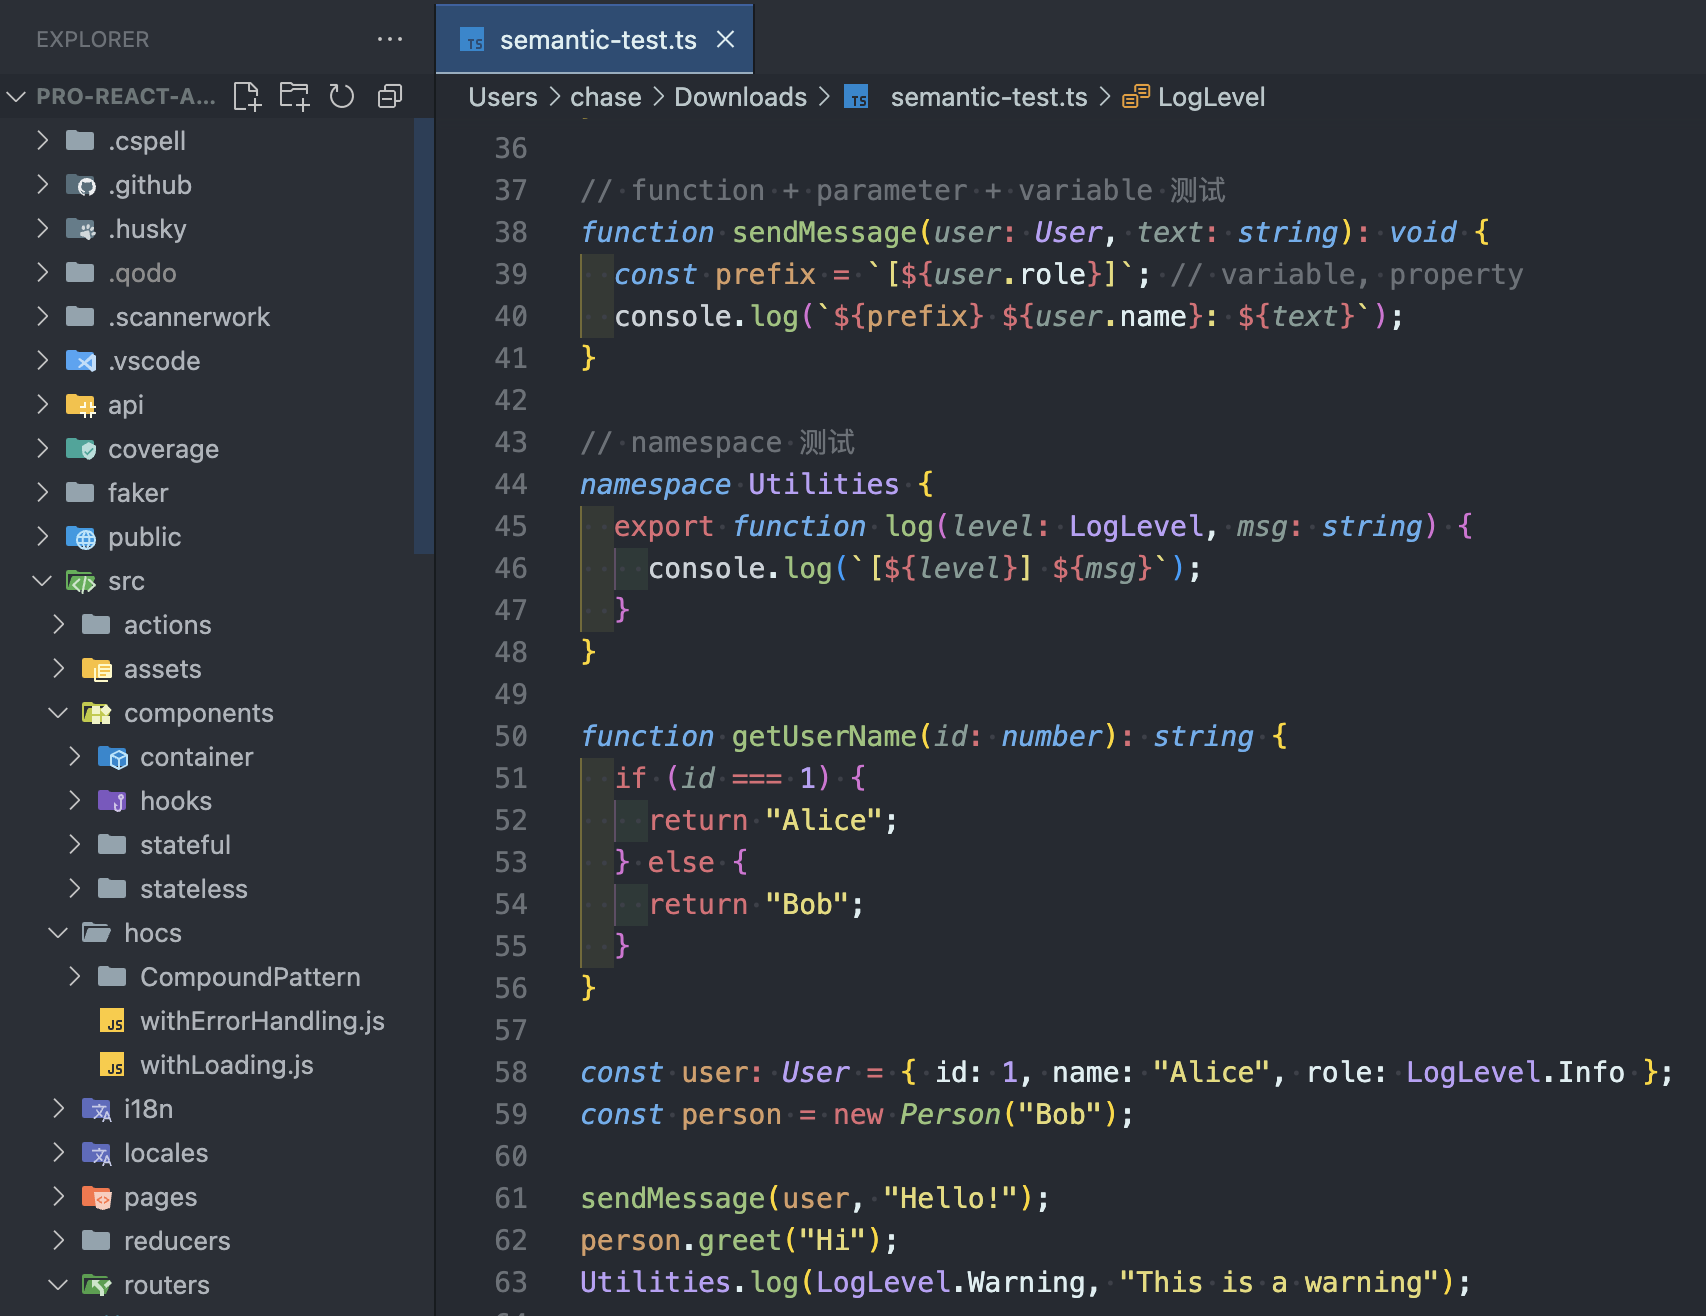 EXPLORER
PRO-REACT-A...
.cspell
.github
.husky
.qodo
.scannerwork
.vscode
api
coverage
faker
public
src
actions
assets
components
container
hooks
stateful
stateless
hocs
CompoundPattern
withErrorHandling.js
withLoading.js
i18n
locales
pages
reducers
routers
semantic-test.ts
Users > chase > Downloads > semantic-test.ts > LogLevel
36
37 // function + parameter + variable 测试
38 function sendMessage(user: User, text: string): void {
39 const prefix = `[${user.role}]`; // variable, property
40 console.log(`${prefix} ${user.name}: ${text}`);
41 }
42
43 // namespace 测试
44 namespace Utilities {
45 export function log(level: LogLevel, msg: string) {
46 console.log(`[${level}] ${msg}`);
47 }
48 }
49
50 function getUserName(id: number): string {
51 if (id === 1) {
52 return "Alice";
53 } else {
54 return "Bob";
55 }
56 }
57
58 const user: User = { id: 1, name: "Alice", role: LogLevel.Info };
59 const person = new Person("Bob");
60
61 sendMessage(user, "Hello!");
62 person.greet("Hi");
63 Utilities.log(LogLevel.Warning, "This is a warning");